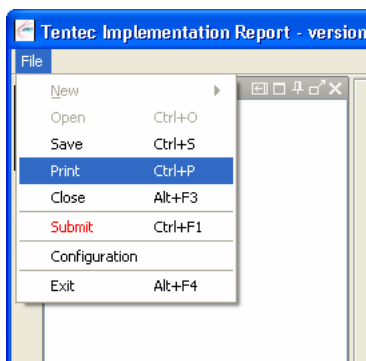 Tentec Implementation Report - version
File
New
Open Ctrl+O
Save Ctrl+S
Print Ctrl+P
Close Alt+F3
Submit Ctrl+F1
Configuration
Exit Alt+F4